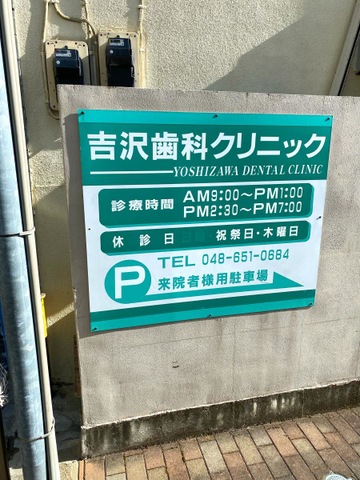 吉沢歯科クリニック
YOSHIZAWA DENTAL CLINIC
診療時間 AM9:00～PM1:00
PM2:30～PM7:00
休診日 祝祭日・木曜日
TEL 048-651-0684
P 来院者様用駐車場